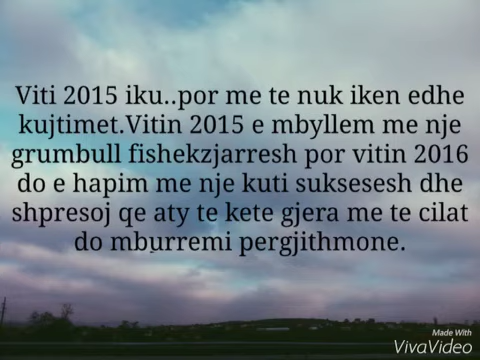 Viti 2015 iku..por me te nuk iken edhe
kujtimet.Vitin 2015 e mbyllem me nje
grumbull fishekzjarresh por vitin 2016
do e hapim me nje kuti suksesesh dhe
shpresoj qe aty te kete gjera me te cilat
do mburremi pergjithmone.
Made With
VivaVideo